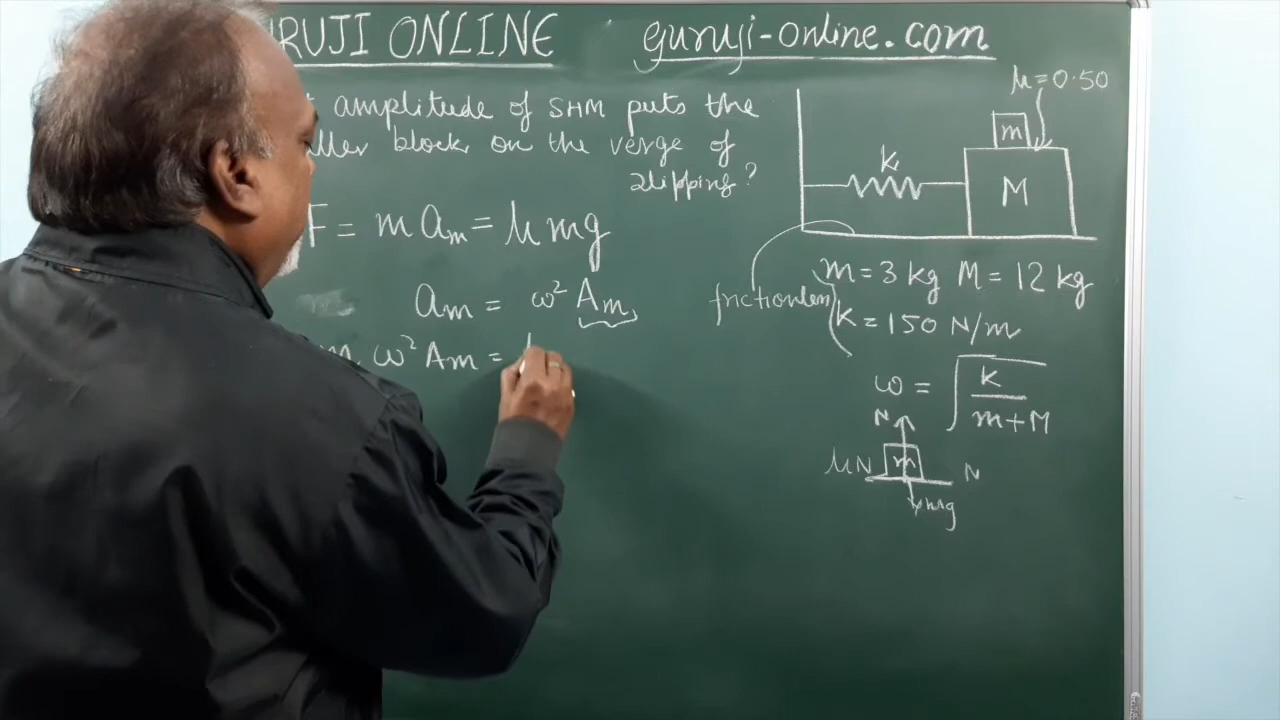 RUJI ONLINE
guruji-online.com
amplitude of SHM puts the
ller block on the verge of
slipping?
F = m am = μ mg
am = ω² Am
m ω² Am =
μ = 0.50
m
k
M
frictionless
m = 3 kg M = 12 kg
k = 150 N/m
ω = √(k/(m+M))
N
μN m N
mg